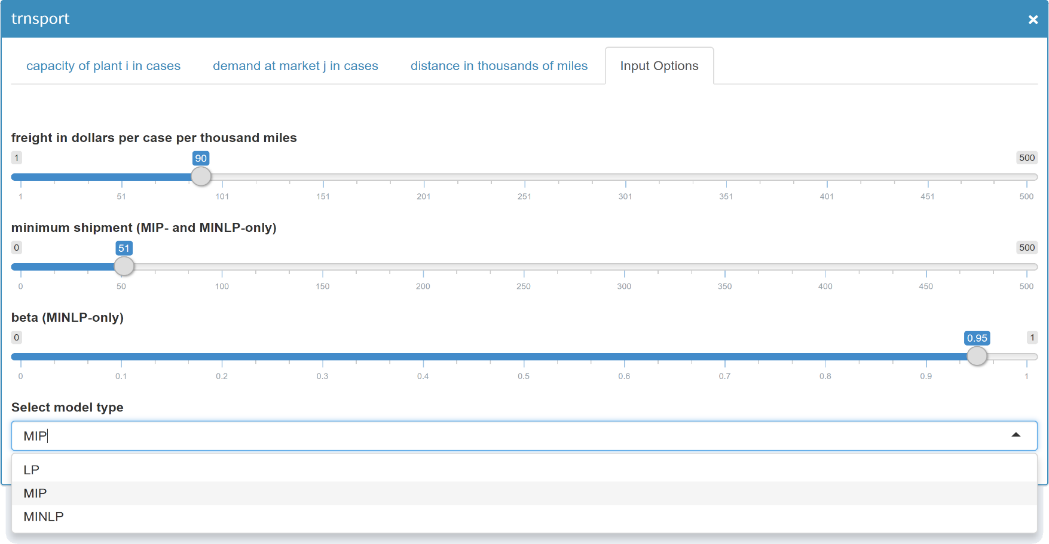 trnsport ×
capacity of plant i in cases demand at market j in cases distance in thousands of miles Input Options
freight in dollars per case per thousand miles
1 90 500
1 51 101 151 201 251 301 351 401 451 500
minimum shipment (MIP- and MINLP-only)
0 51 500
0 50 100 150 200 250 300 350 400 450 500
beta (MINLP-only)
0 0.95 1
0 0.1 0.2 0.3 0.4 0.5 0.6 0.7 0.8 0.9 1
Select model type
MIP
LP
MIP
MINLP